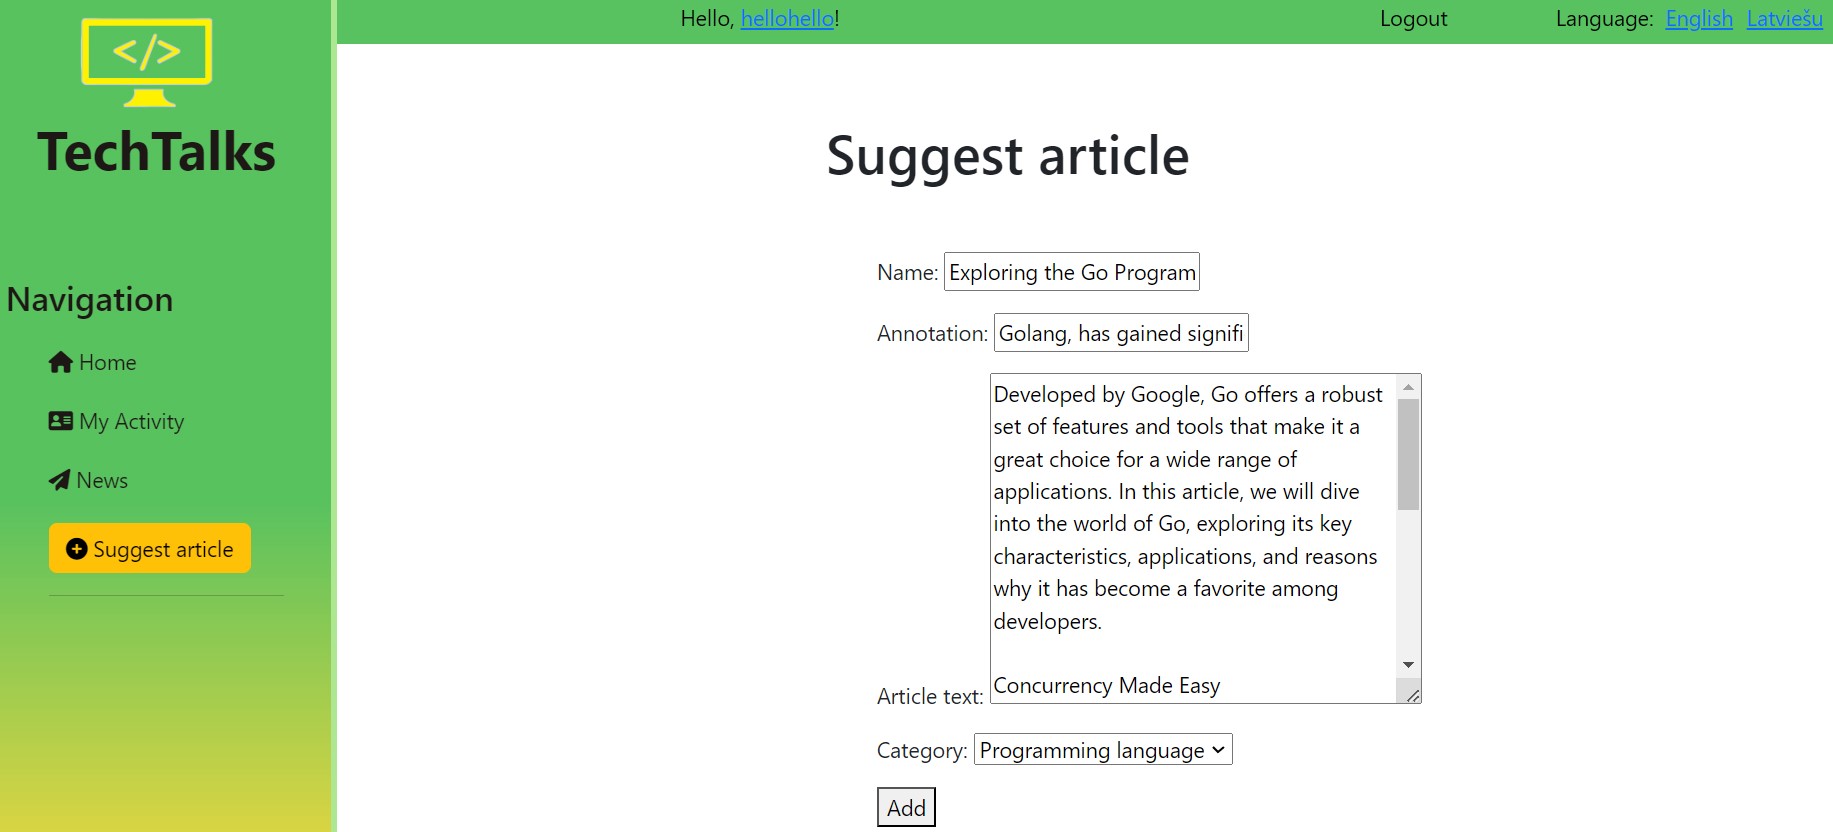 </>
TechTalks
Hello, hellohello!
Logout
Language: English Latviešu
Navigation
Home
My Activity
News
Suggest article
Suggest article
Name: Exploring the Go Program
Annotation: Golang, has gained signifi
Article text:
Developed by Google, Go offers a robust
set of features and tools that make it a
great choice for a wide range of
applications. In this article, we will dive
into the world of Go, exploring its key
characteristics, applications, and reasons
why it has become a favorite among
developers.
Concurrency Made Easy
Category: Programming language
Add